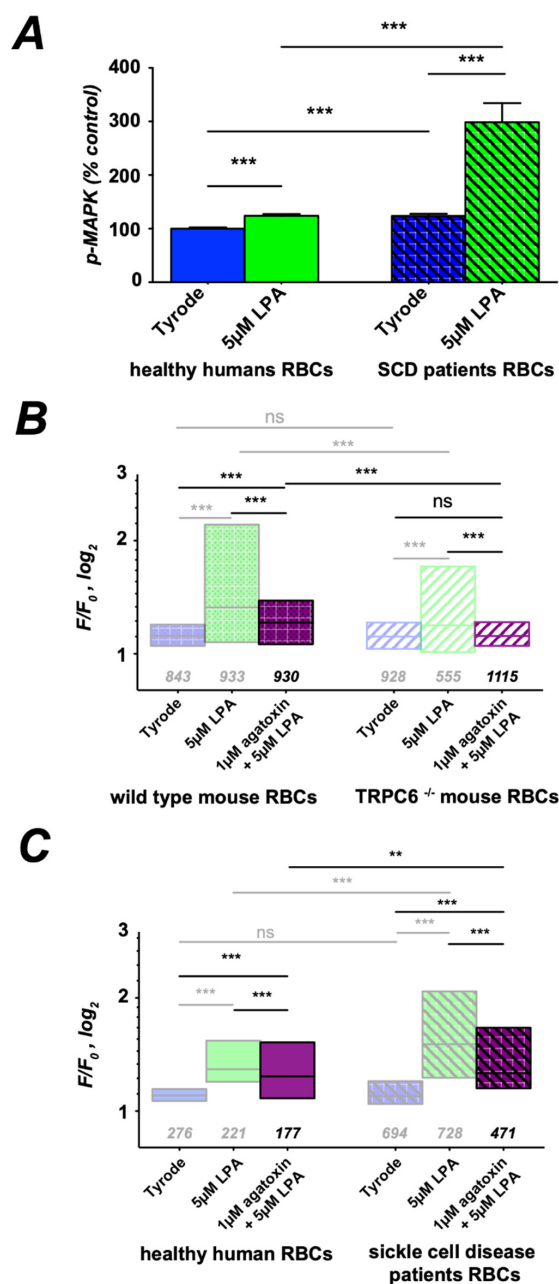 A
***
***
***
***
400
300
200
100
0
p-MAPK (% control)
Tyrode
5µM LPA
Tyrode
5µM LPA
healthy humans RBCs
SCD patients RBCs
B
ns
***
***
***
***
***
ns
***
***
3
2
1
F/F0 , log2
843
933
930
928
555
1115
Tyrode
5µM LPA
1µM agatoxin
+ 5µM LPA
Tyrode
5µM LPA
1µM agatoxin
+ 5µM LPA
wild type mouse RBCs
TRPC6 -/- mouse RBCs
C
**
***
***
ns
***
***
***
***
***
3
2
1
F/F0 , log2
276
221
177
694
728
471
Tyrode
5µM LPA
1µM agatoxin
+ 5µM LPA
Tyrode
5µM LPA
1µM agatoxin
+ 5µM LPA
healthy human RBCs
sickle cell disease
patients RBCs